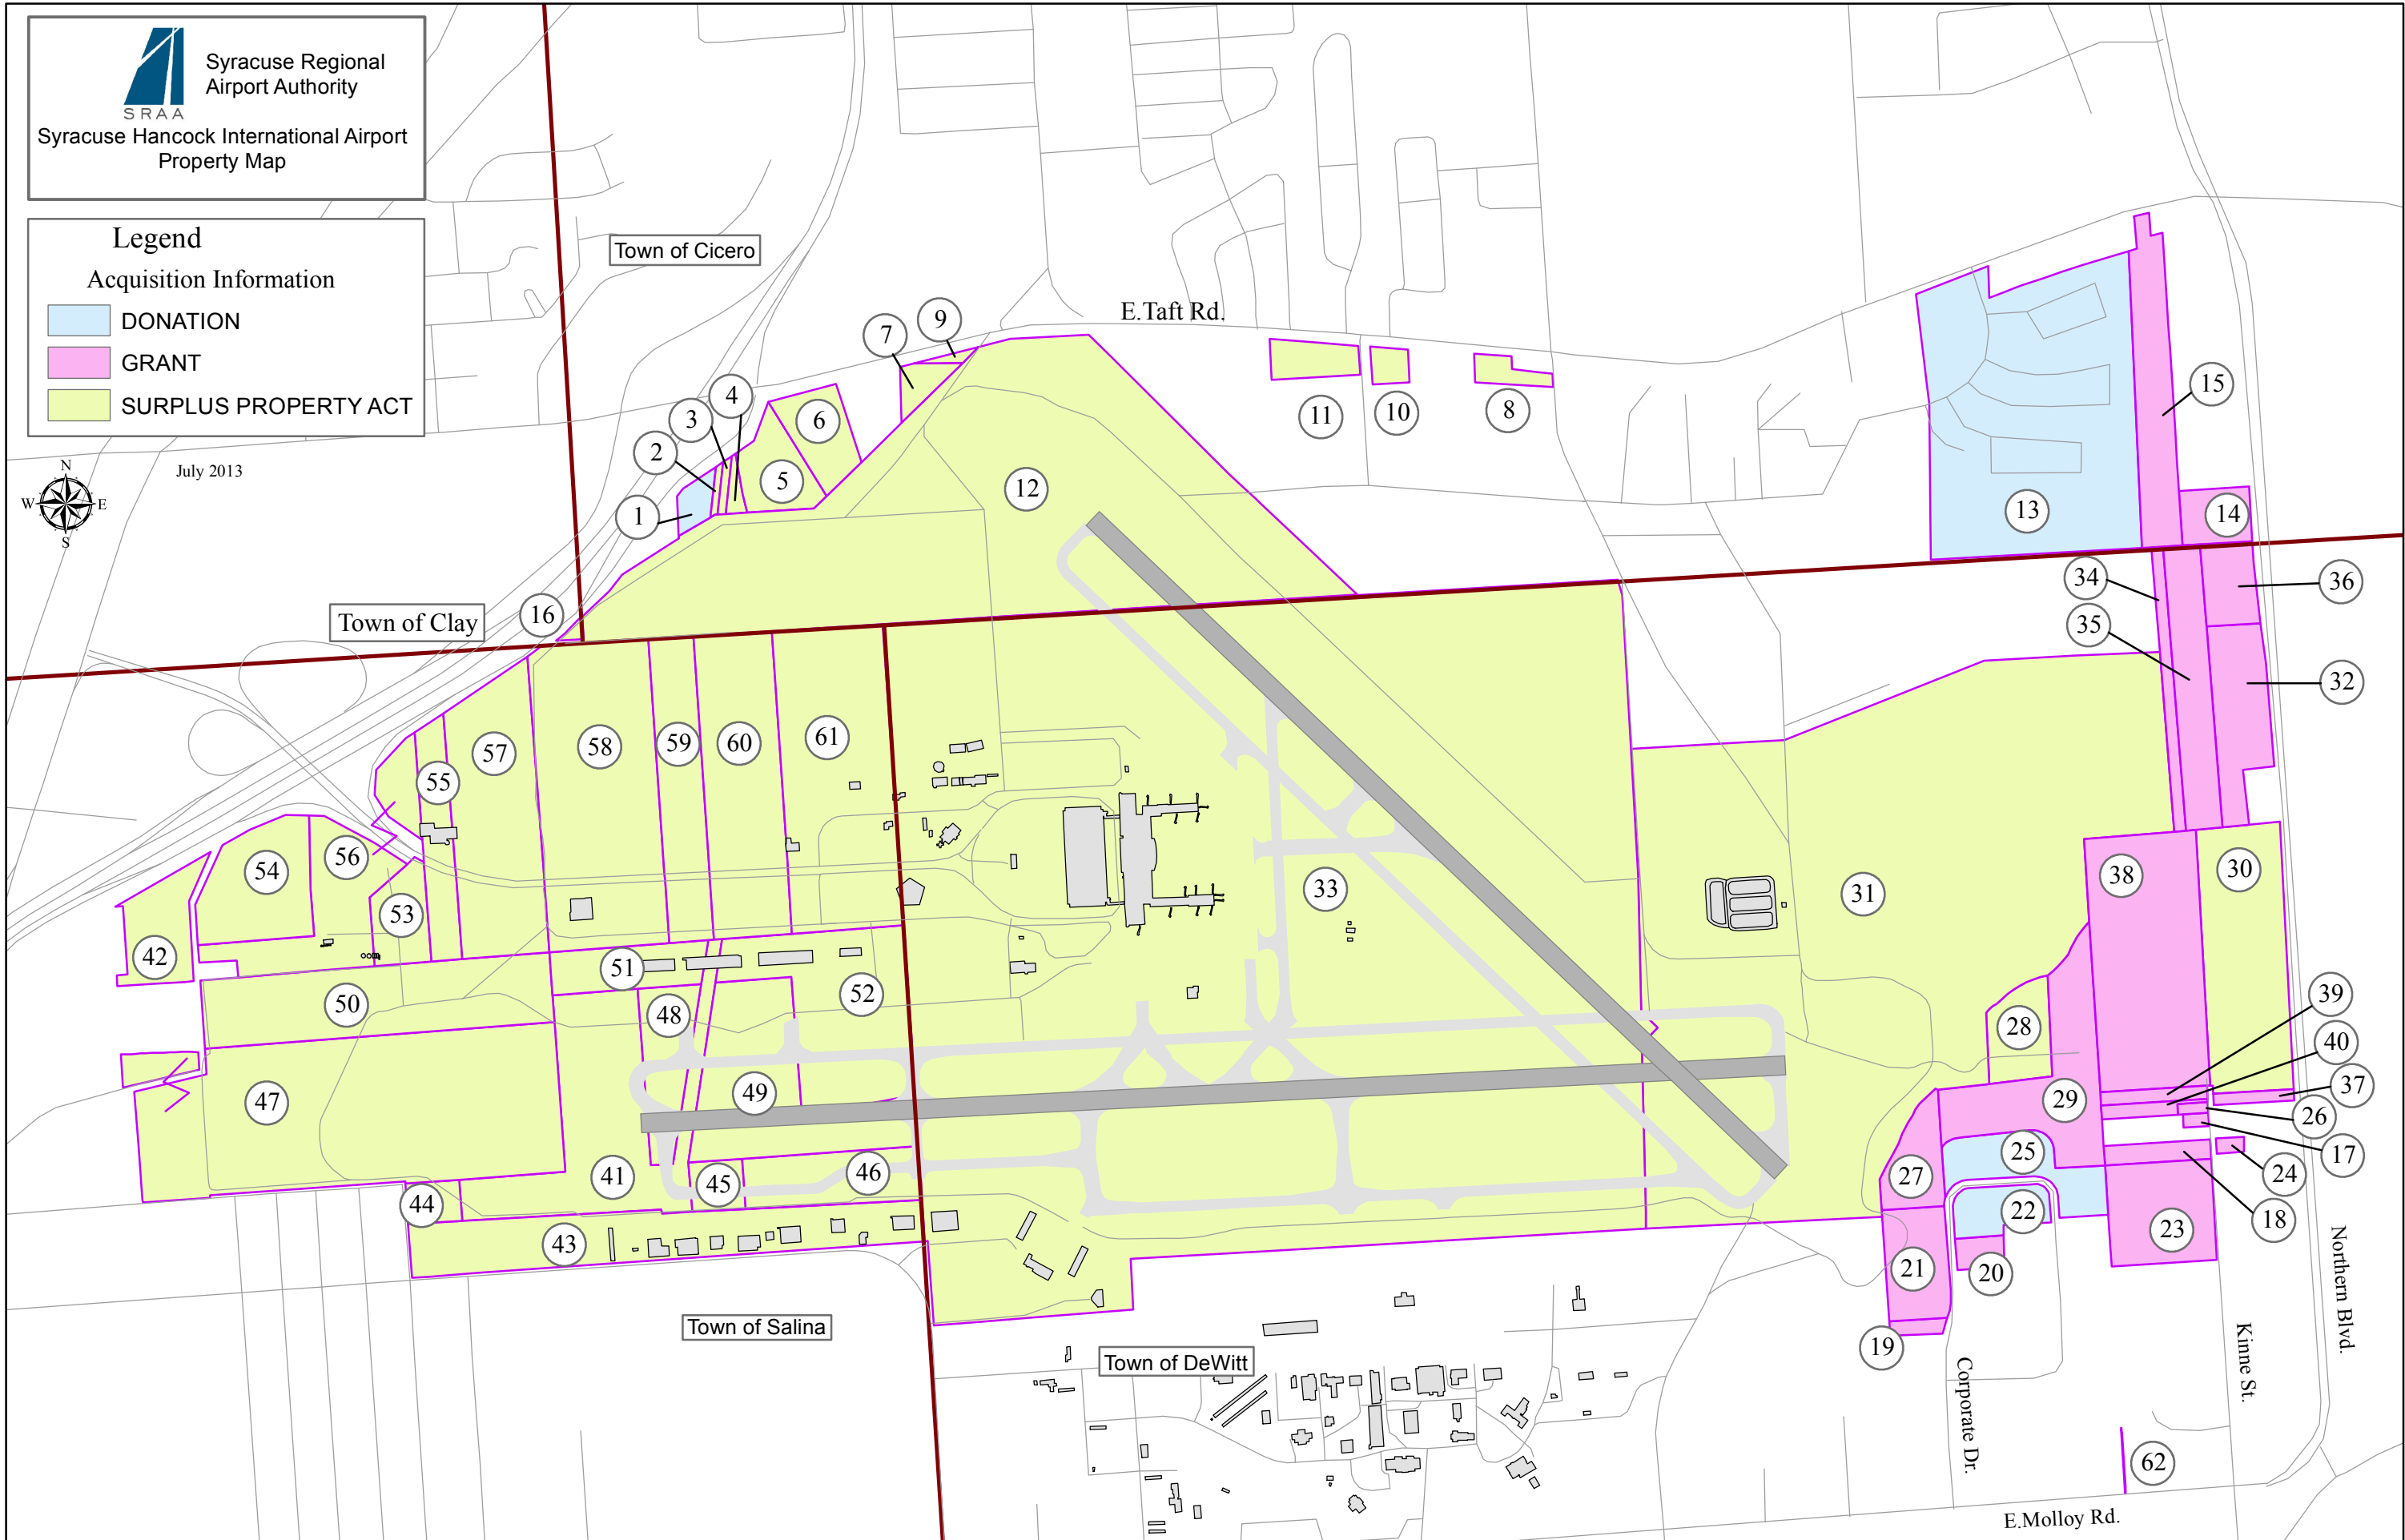 Syracuse Regional
Airport Authority
SRAA
Syracuse Hancock International Airport
Property Map
Legend
Acquisition Information
DONATION
GRANT
SURPLUS PROPERTY ACT
July 2013
N
W E
S
Town of Cicero
Town of Clay
Town of Salina
Town of DeWitt
E.Taft Rd.
Northern Blvd.
Kinne St.
Corporate Dr.
E.Molloy Rd.
1
2
3
4
5
6
7
8
9
10
11
12
13
14
15
16
17
18
19
20
21
22
23
24
25
26
27
28
29
30
31
32
33
34
35
36
37
38
39
40
41
42
43
44
45
46
47
48
49
50
51
52
53
54
55
56
57
58
59
60
61
62